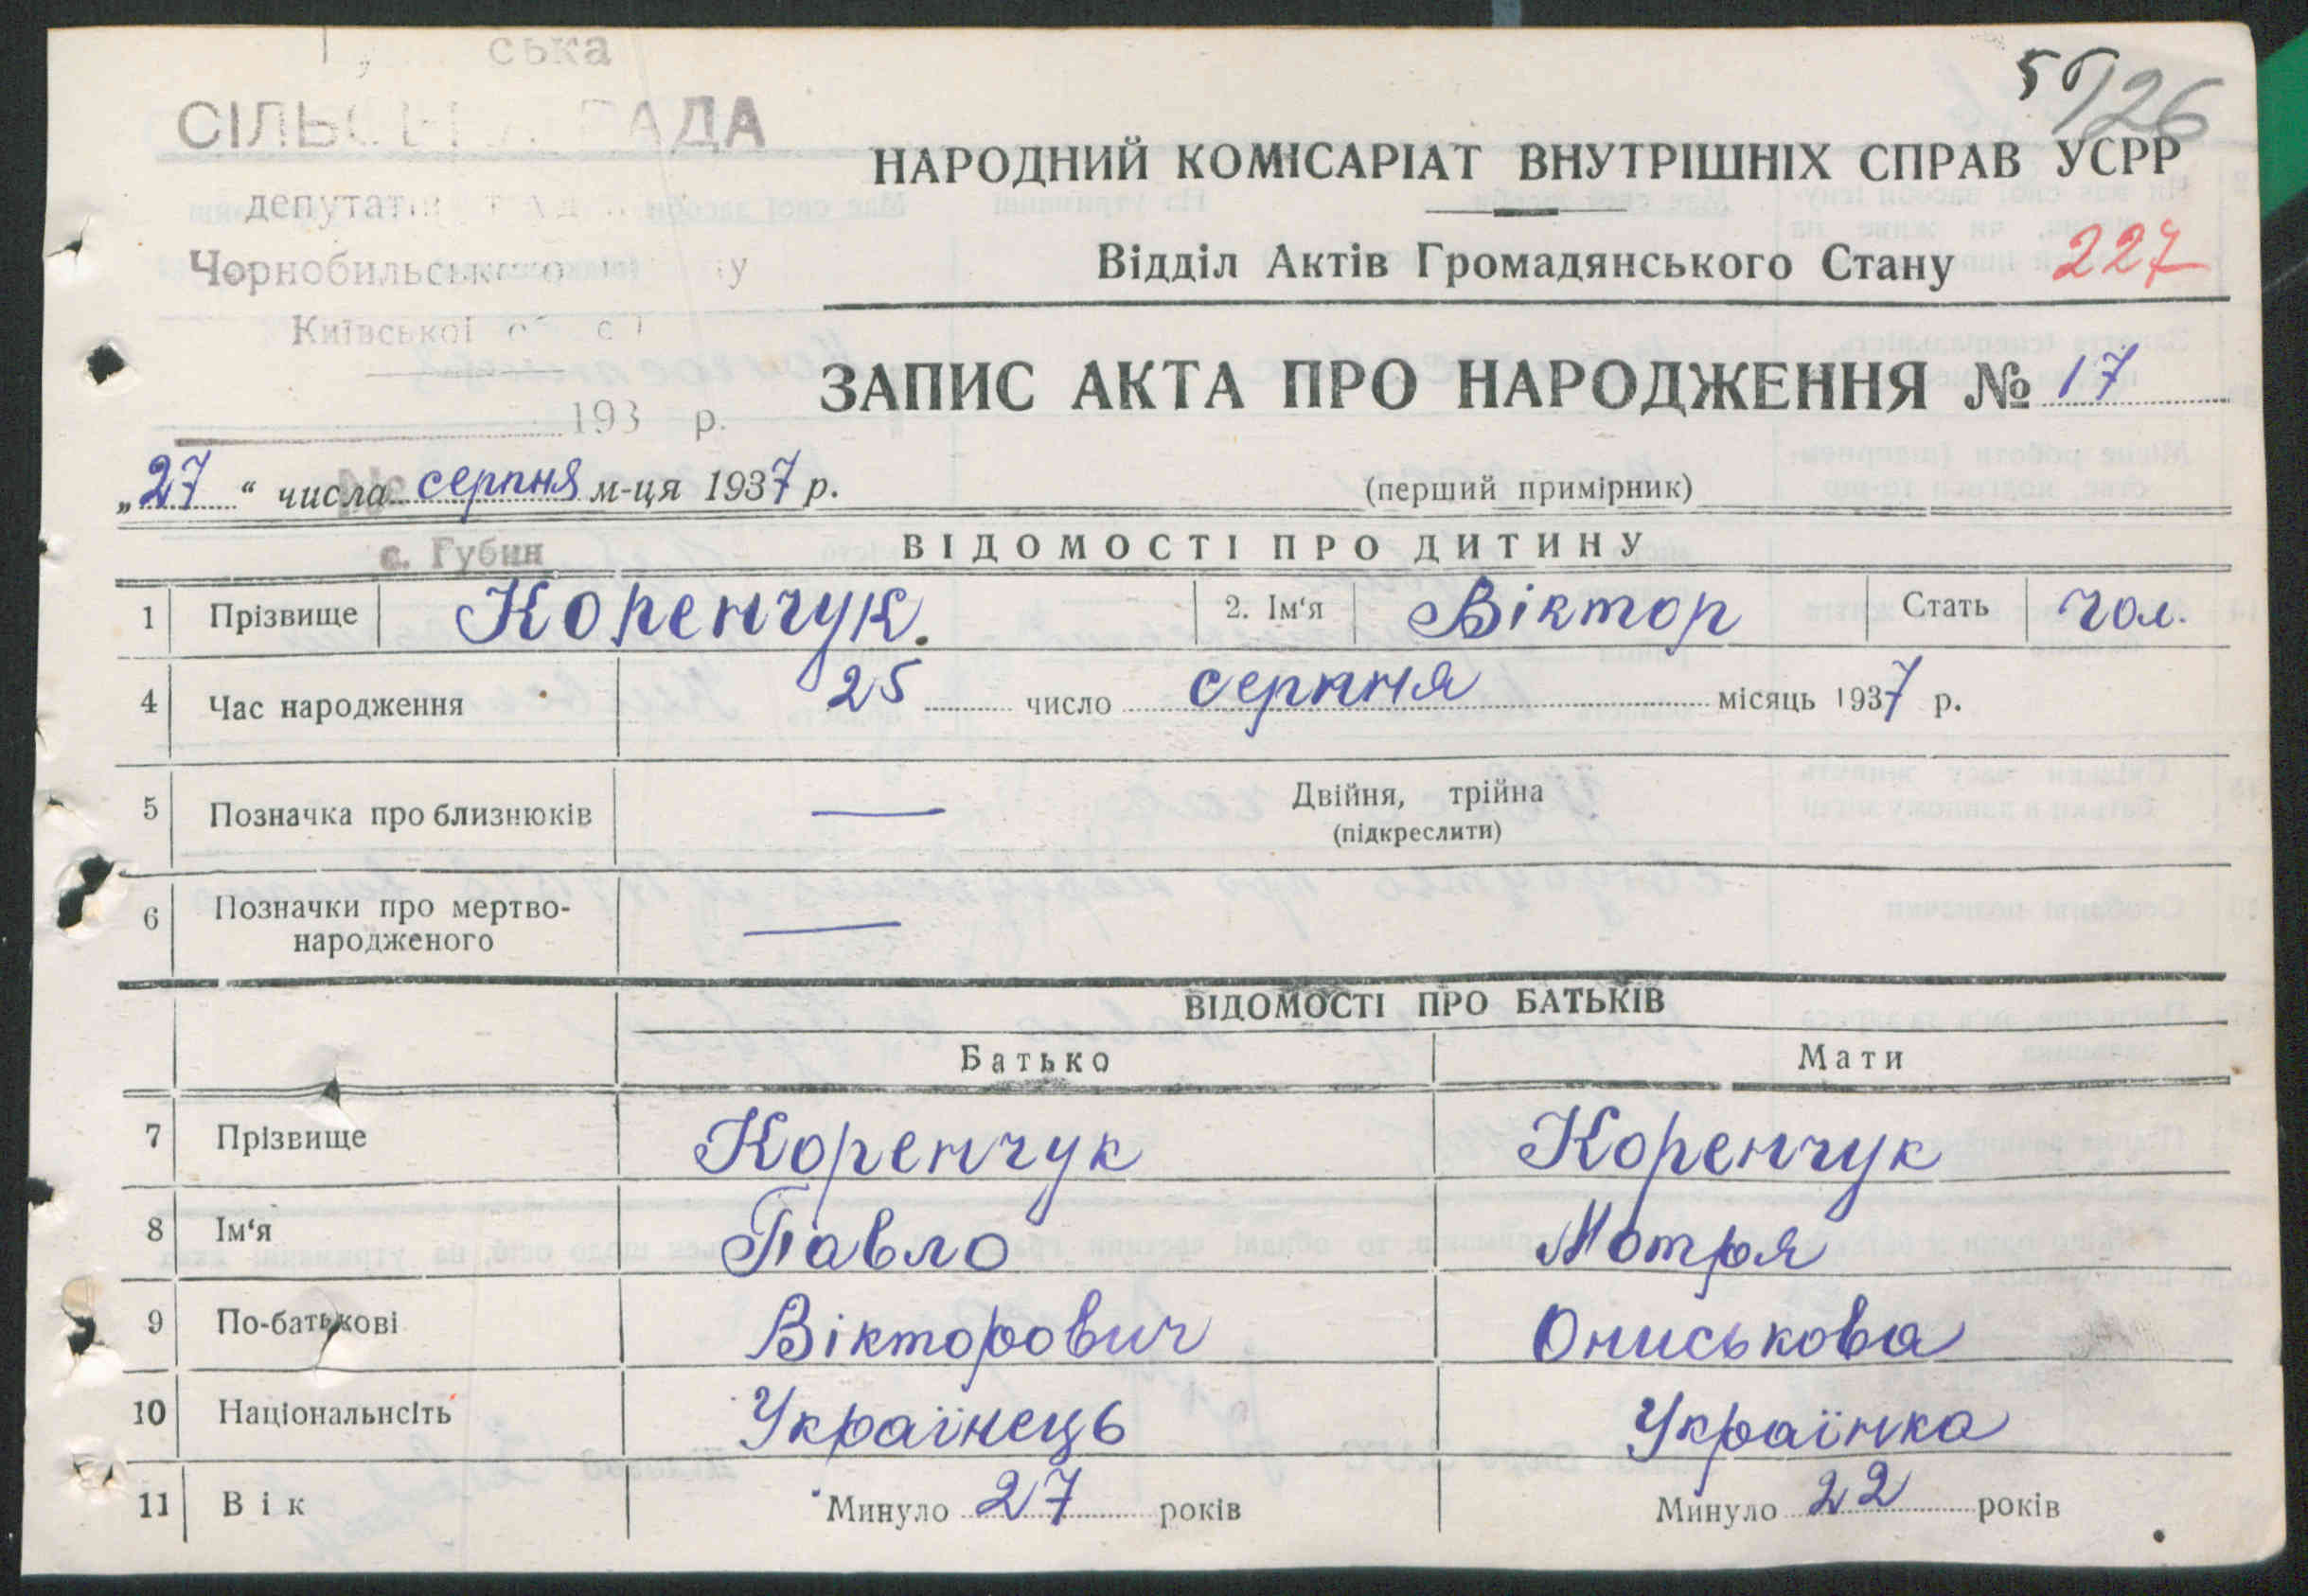 ська
СІЛЬСЬКА РАДА
депутатів
Чорнобильського
Київської
193 р.
№
с. Губин
50/26
НАРОДНИЙ КОМІСАРІАТ ВНУТРІШНІХ СПРАВ УСРР
Відділ Актів Громадянського Стану 227
ЗАПИС АКТА ПРО НАРОДЖЕННЯ № 17
„27“ числа серпня м-ця 1937 р.
(перший примірник)
ВІДОМОСТІ ПРО ДИТИНУ
1 Прізвище Коренчук. 2. Ім‘я Віктор Стать чол.
4 Час народження 25 число серпня місяць 1937 р.
5 Позначка про близнюків — Двійня, трійна
(підкреслити)
6 Позначки про мертво-
народженого —
ВІДОМОСТІ ПРО БАТЬКІВ
Батько Мати
7 Прізвище Коренчук Коренчук
8 Ім‘я Павло Мотря
9 По-батькові Вікторович Ониськова
10 Національнсіть Українець Українка
11 Вік Минуло 27 років Минуло 22 років